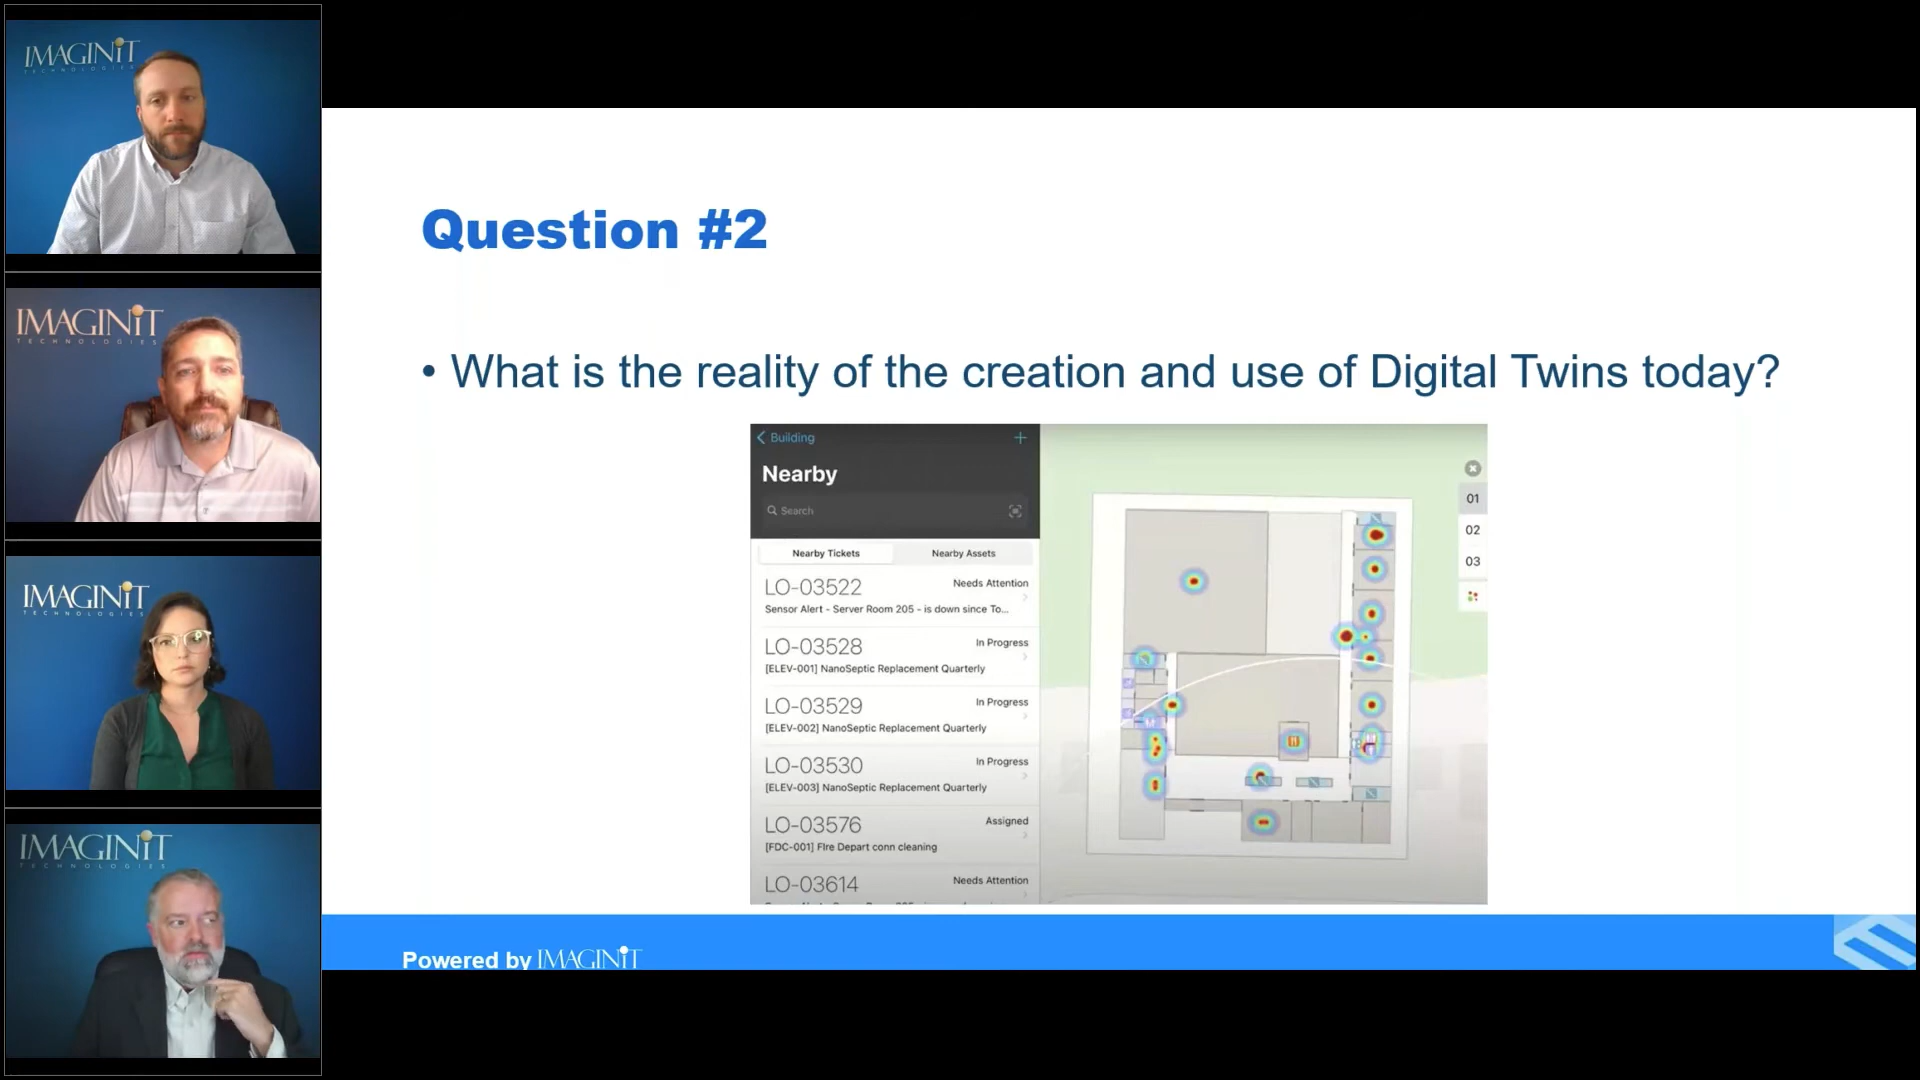 IMAGINiT
TECHNOLOGIES
IMAGINiT
TECHNOLOGIES
IMAGINiT
TECHNOLOGIES
IMAGINiT
TECHNOLOGIES
Question #2
• What is the reality of the creation and use of Digital Twins today?
Building
+
Nearby
Search
Nearby Tickets
Nearby Assets
LO-03522
Needs Attention
Sensor Alert - Server Room 205 - is down since To...
LO-03528
In Progress
[ELEV-001] NanoSeptic Replacement Quarterly
LO-03529
In Progress
[ELEV-002] NanoSeptic Replacement Quarterly
LO-03530
In Progress
[ELEV-003] NanoSeptic Replacement Quarterly
LO-03576
Assigned
[FDC-001] FIre Depart conn cleaning
LO-03614
Needs Attention
01
02
03
Powered by IMAGINiT